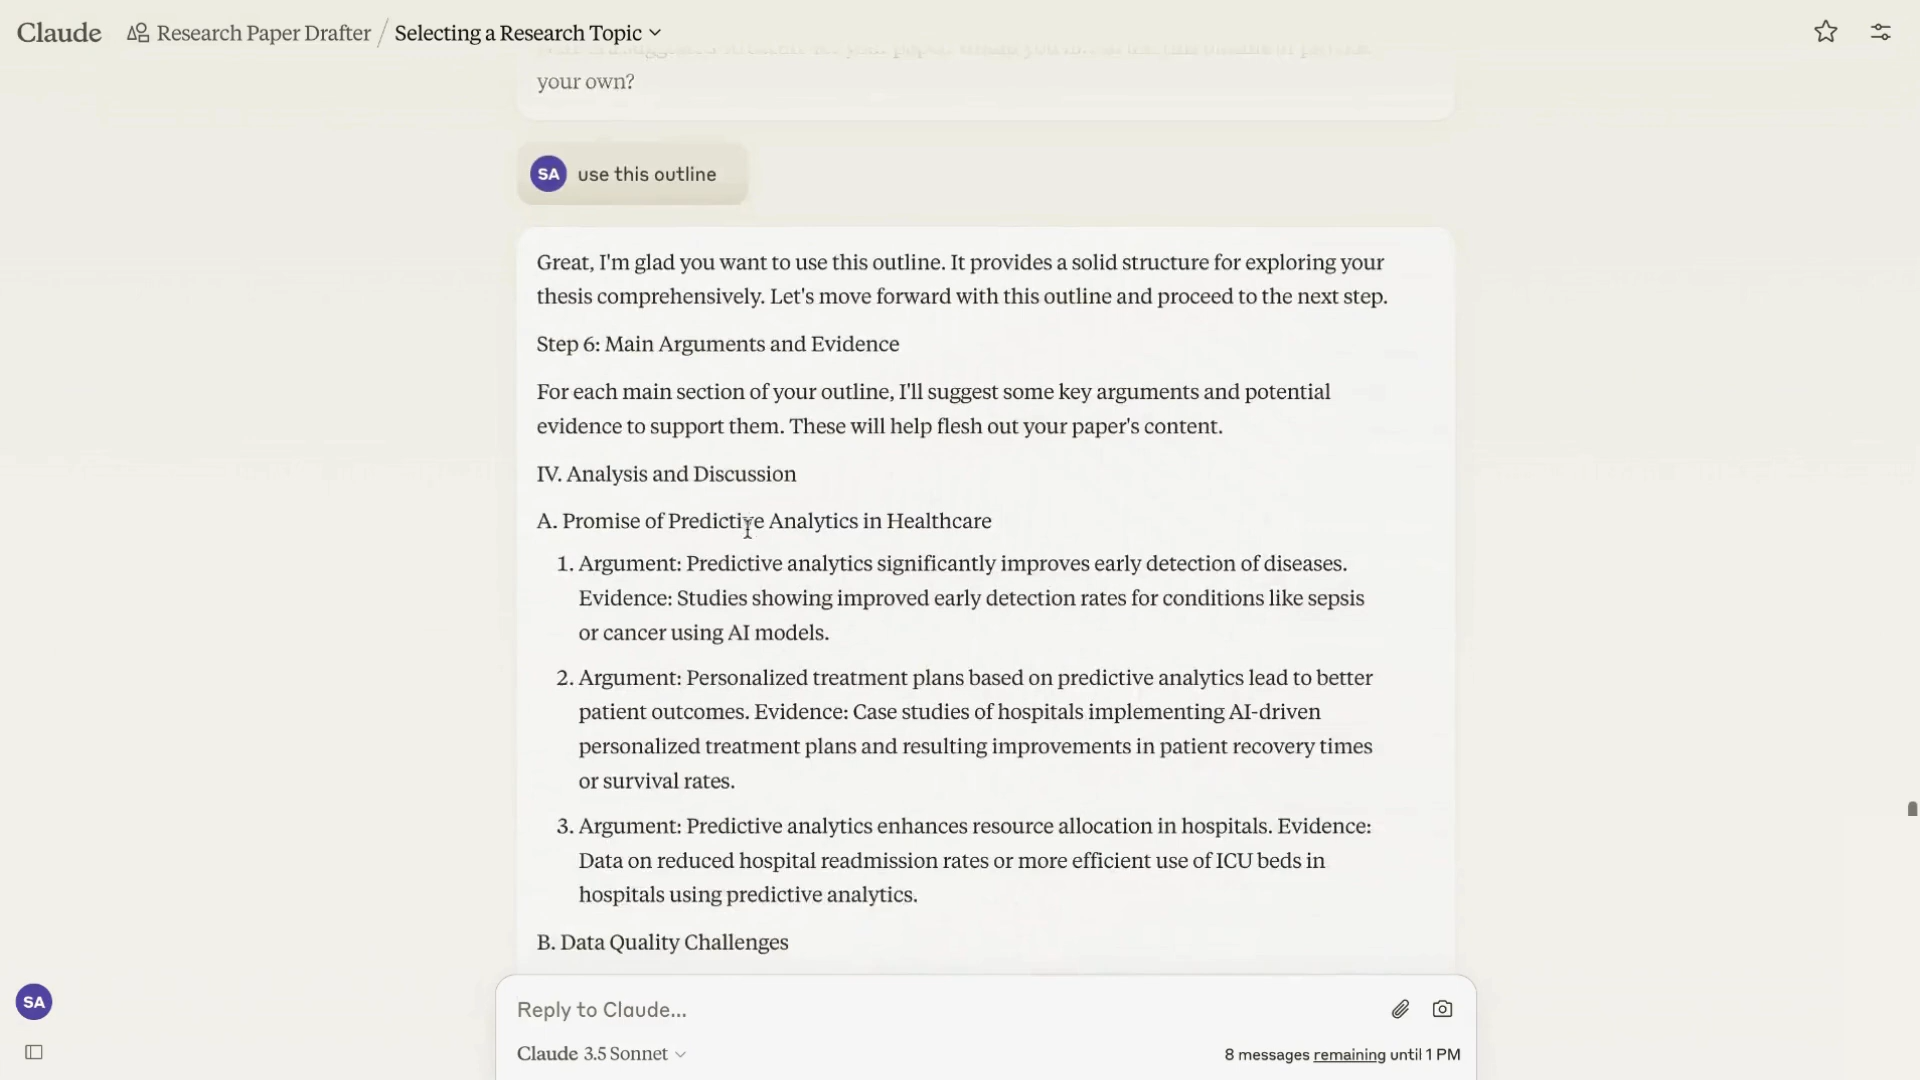 Claude
Research Paper Drafter / Selecting a Research Topic
your own?
SA use this outline
Great, I'm glad you want to use this outline. It provides a solid structure for exploring your
thesis comprehensively. Let's move forward with this outline and proceed to the next step.
Step 6: Main Arguments and Evidence
For each main section of your outline, I'll suggest some key arguments and potential
evidence to support them. These will help flesh out your paper's content.
IV. Analysis and Discussion
A. Promise of Predictive Analytics in Healthcare
1. Argument: Predictive analytics significantly improves early detection of diseases.
Evidence: Studies showing improved early detection rates for conditions like sepsis
or cancer using AI models.
2. Argument: Personalized treatment plans based on predictive analytics lead to better
patient outcomes. Evidence: Case studies of hospitals implementing AI-driven
personalized treatment plans and resulting improvements in patient recovery times
or survival rates.
3. Argument: Predictive analytics enhances resource allocation in hospitals. Evidence:
Data on reduced hospital readmission rates or more efficient use of ICU beds in
hospitals using predictive analytics.
B. Data Quality Challenges
SA
Reply to Claude...
Claude 3.5 Sonnet
8 messages remaining until 1 PM